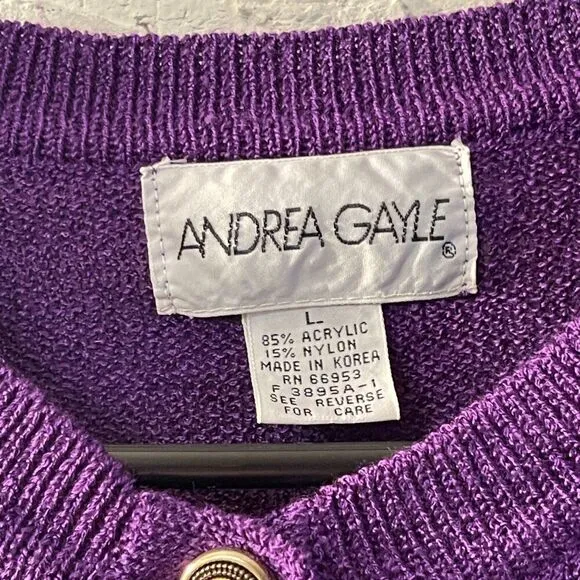 ANDREA GAYLE®
L
85% ACRYLIC
15% NYLON
MADE IN KOREA
RN 66953
F 3895A-1
SEE REVERSE
FOR CARE